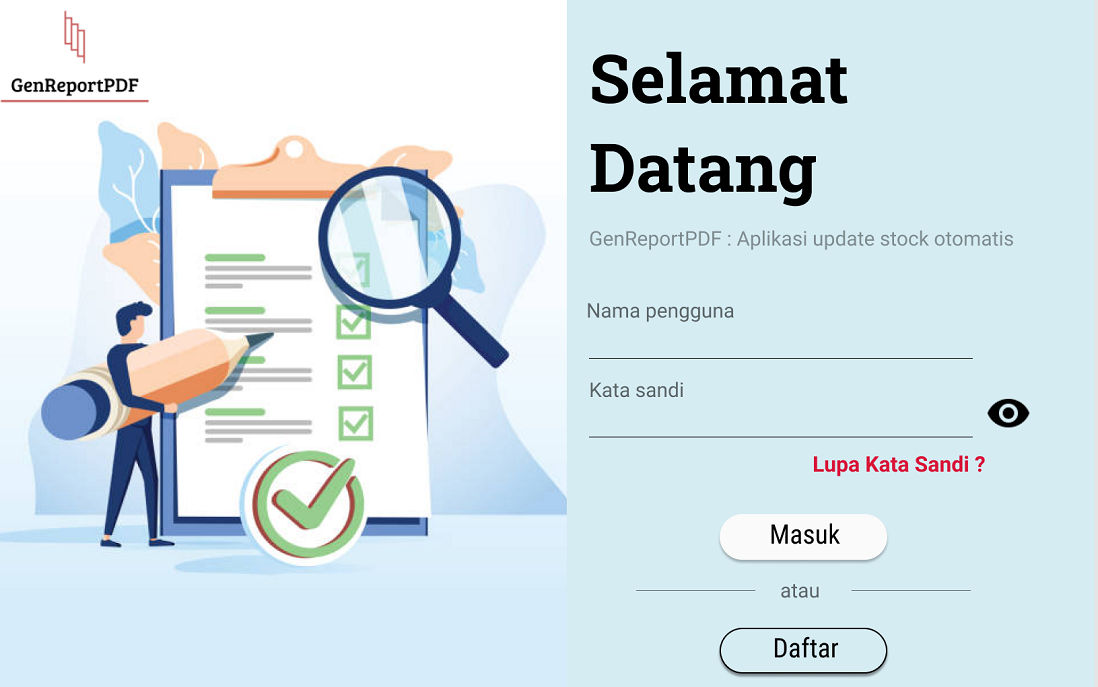 GenReportPDF
Selamat
Datang
GenReportPDF : Aplikasi update stock otomatis
Nama pengguna
Kata sandi
Lupa Kata Sandi ?
Masuk
atau
Daftar